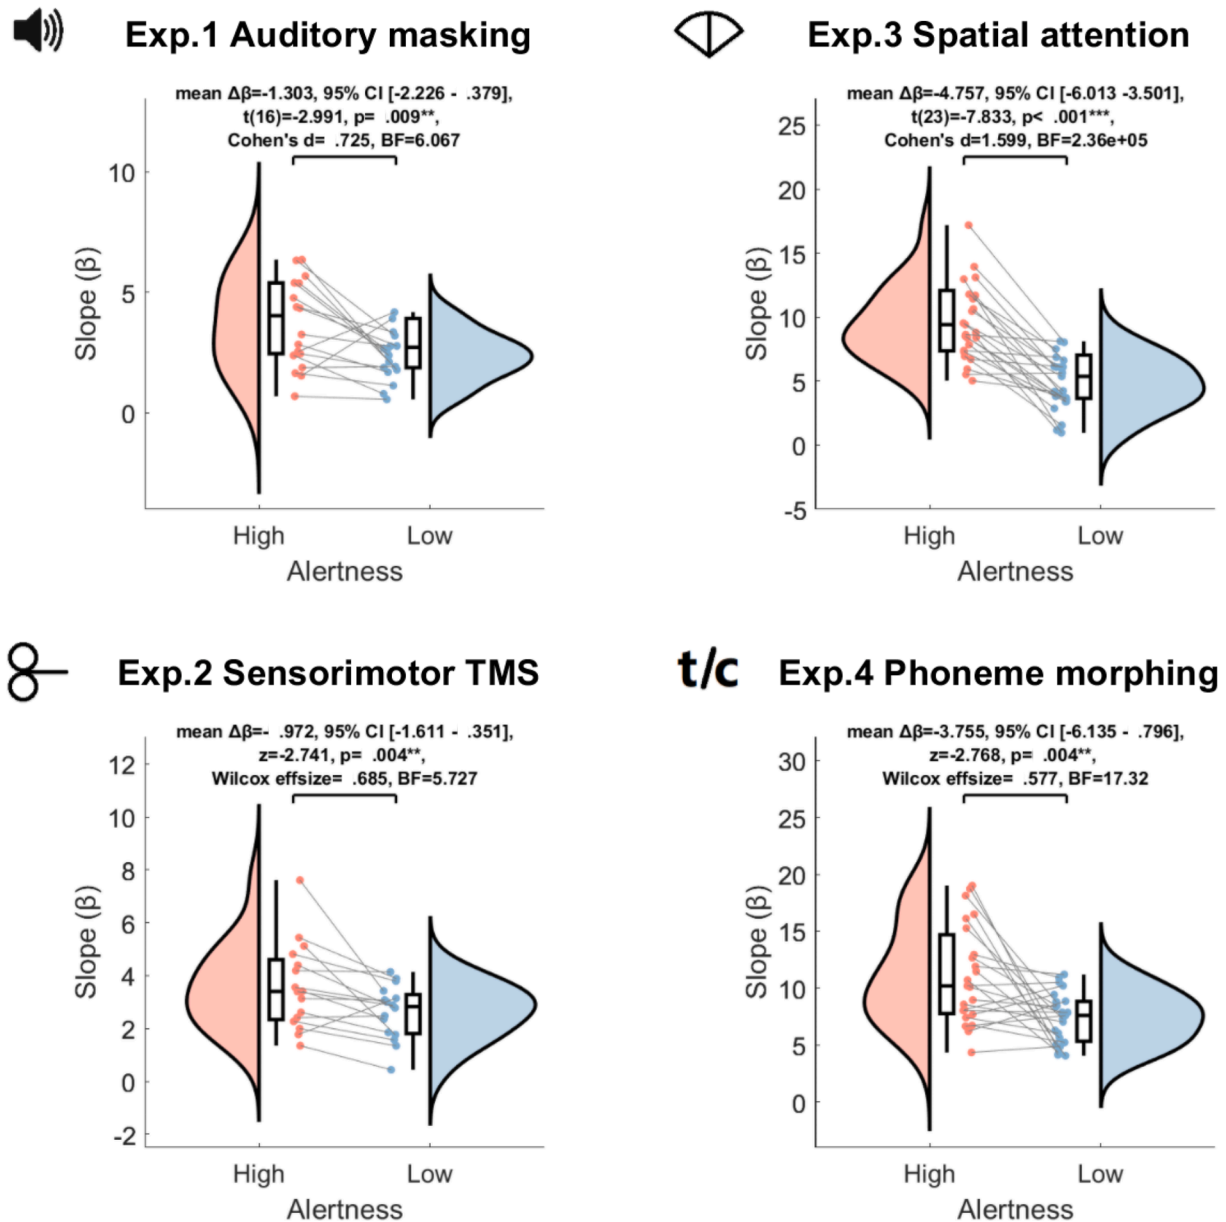 Exp.1 Auditory masking
mean Δβ=-1.303, 95% CI [-2.226 - .379],
t(16)=-2.991, p= .009**,
Cohen's d= .725, BF=6.067
10
5
0
Slope (β)
High
Low
Alertness
Exp.3 Spatial attention
mean Δβ=-4.757, 95% CI [-6.013 -3.501],
t(23)=-7.833, p< .001***,
Cohen's d=1.599, BF=2.36e+05
25
20
15
10
5
0
-5
Slope (β)
High
Low
Alertness
Exp.2 Sensorimotor TMS
mean Δβ=- .972, 95% CI [-1.611 - .351],
z=-2.741, p= .004**,
Wilcox effsize= .685, BF=5.727
12
10
8
6
4
2
0
-2
Slope (β)
High
Low
Alertness
t/c
Exp.4 Phoneme morphing
mean Δβ=-3.755, 95% CI [-6.135 - .796],
z=-2.768, p= .004**,
Wilcox effsize= .577, BF=17.32
30
25
20
15
10
5
0
Slope (β)
High
Low
Alertness